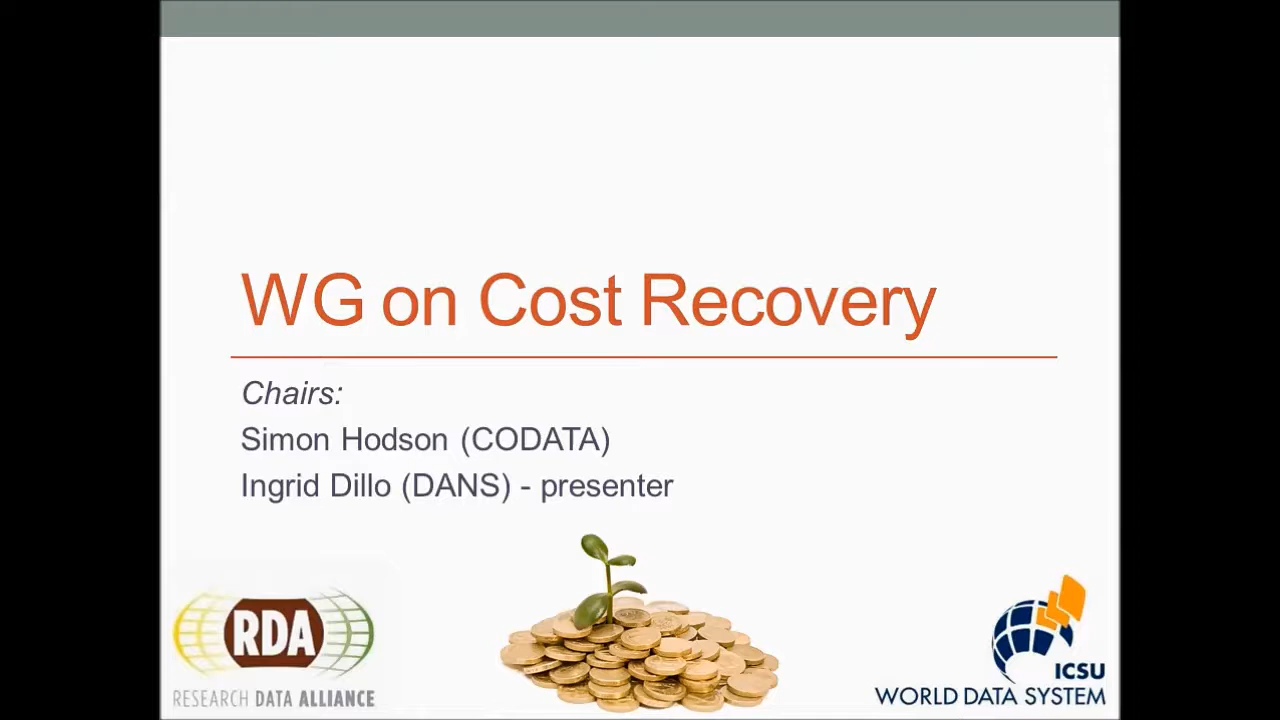 WG on Cost Recovery
Chairs:
Simon Hodson (CODATA)
Ingrid Dillo (DANS) - presenter
RDA
RESEARCH DATA ALLIANCE
ICSU
WORLD DATA SYSTEM